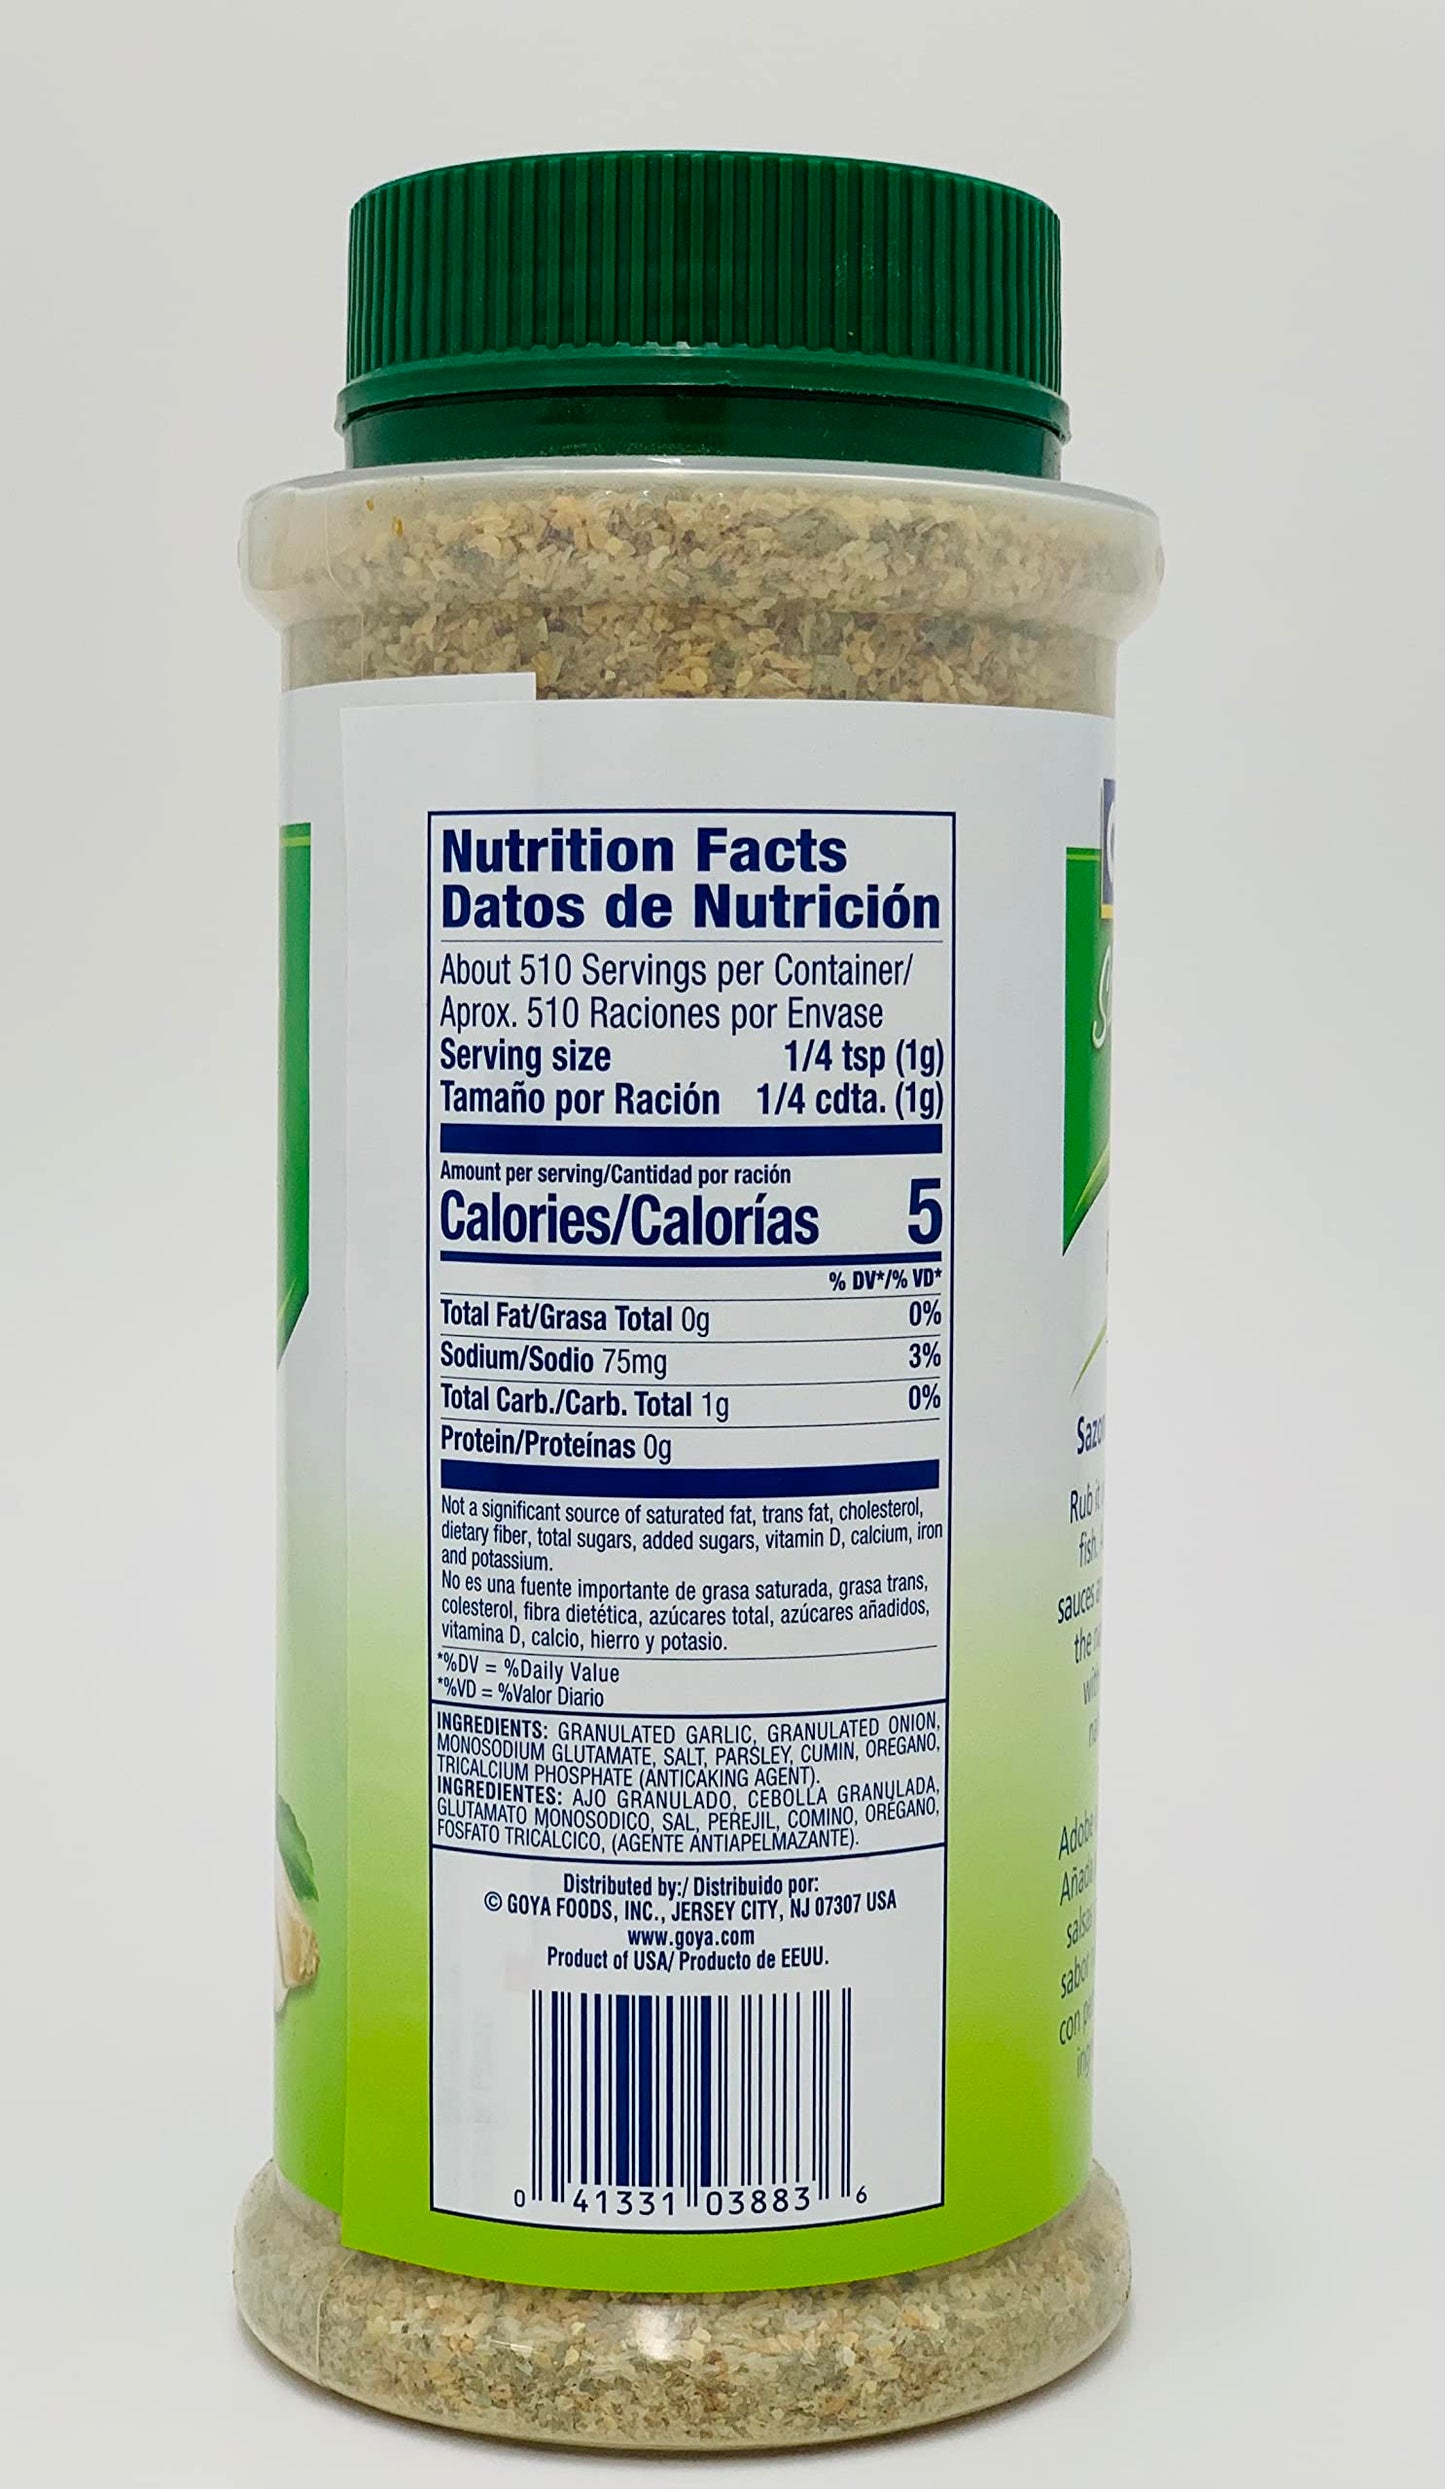 Nutrition Facts
Datos de Nutrición
About 510 Servings per Container/
Aprox. 510 Raciones por Envase
Serving size 1/4 tsp (1g)
Tamaño por Ración 1/4 cdta. (1g)
Amount per serving/Cantidad por ración
Calories/Calorías 5
% DV*/% VD*
Total Fat/Grasa Total 0g 0%
Sodium/Sodio 75mg 3%
Total Carb./Carb. Total 1g 0%
Protein/Proteínas 0g
Not a significant source of saturated fat, trans fat, cholesterol,
dietary fiber, total sugars, added sugars, vitamin D, calcium, iron
and potassium.
No es una fuente importante de grasa saturada, grasa trans,
colesterol, fibra dietética, azúcares total, azúcares añadidos,
vitamina D, calcio, hierro y potasio.
*%DV = %Daily Value
*%VD = %Valor Diario
INGREDIENTS: GRANULATED GARLIC, GRANULATED ONION,
MONOSODIUM GLUTAMATE, SALT, PARSLEY, CUMIN, OREGANO,
TRICALCIUM PHOSPHATE (ANTICAKING AGENT).
INGREDIENTES: AJO GRANULADO, CEBOLLA GRANULADA,
GLUTAMATO MONOSODICO, SAL, PEREJIL, COMINO, ORÉGANO,
FOSFATO TRICÁLCICO, (AGENTE ANTIAPELMAZANTE).
Distributed by:/ Distribuido por:
© GOYA FOODS, INC., JERSEY CITY, NJ 07307 USA
www.goya.com
Product of USA/ Producto de EEUU.
0 41331 03883 6
Rub it
fish.
sauces
the